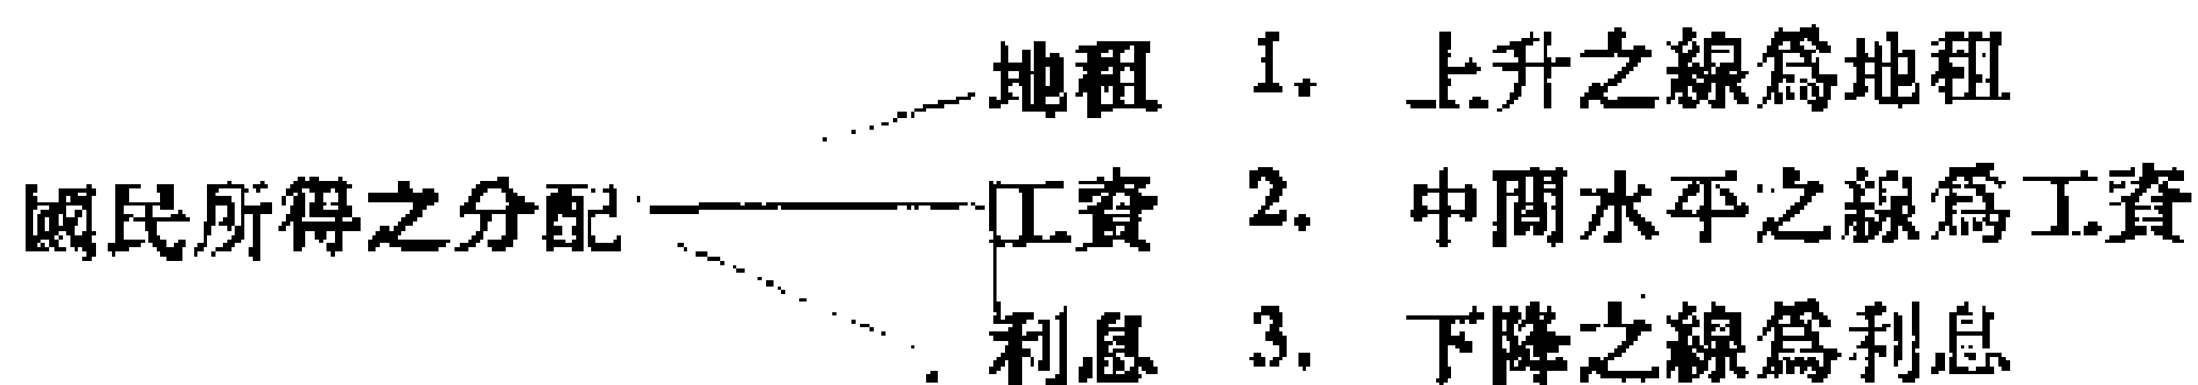 地租 1. 上升之線爲地租
國民所得之分配 工資 2. 中間水平之線爲工資
利息 3. 下降之線爲利息